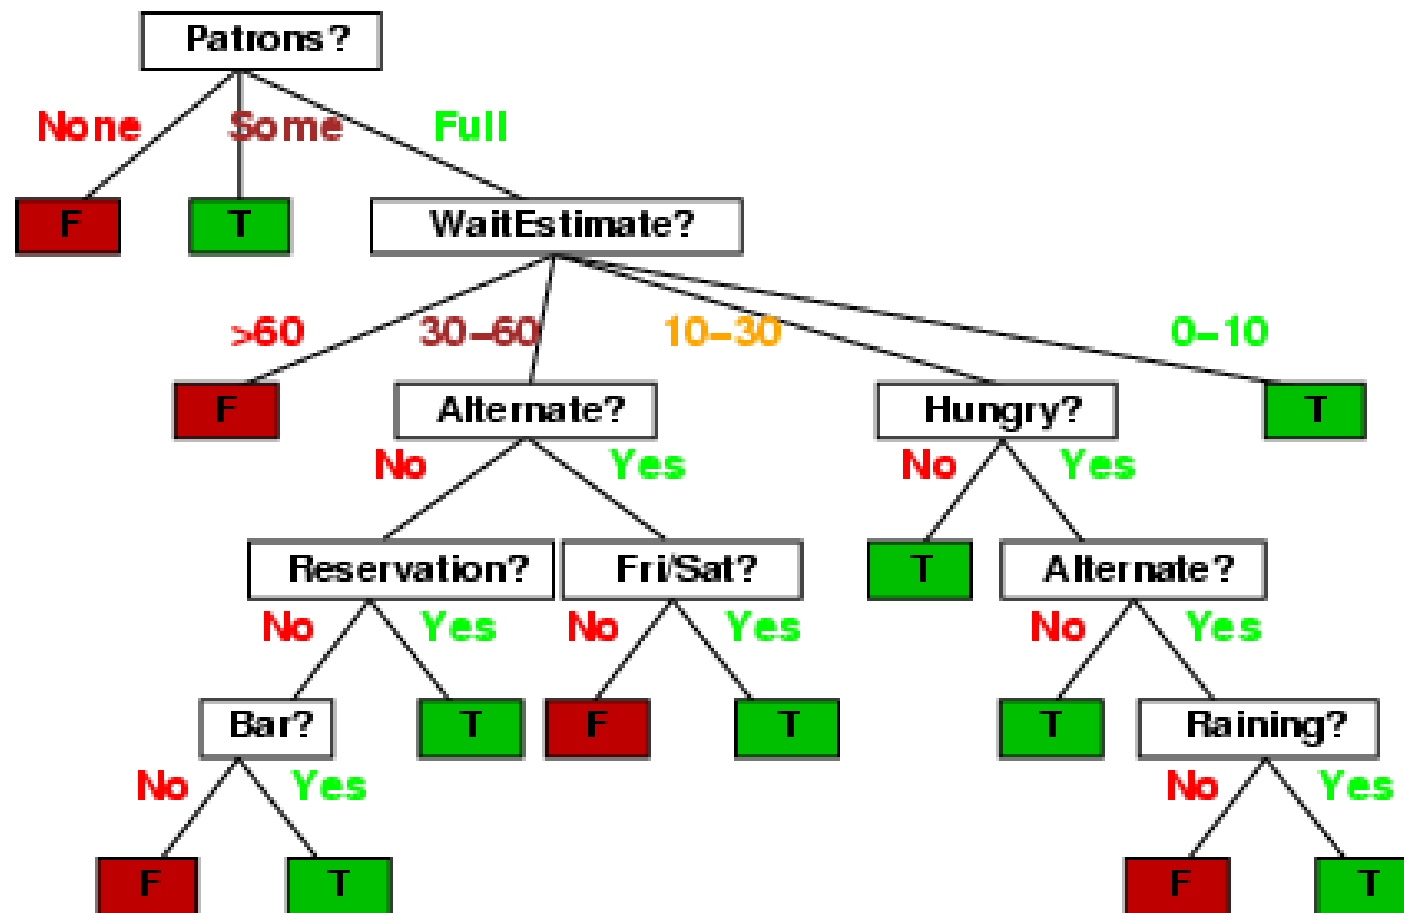 Patrons?
None Some Full
F T WaitEstimate?
>60 30–60 10–30 0–10
F Alternate? Hungry? T
No Yes No Yes
Reservation? Fri/Sat? T Alternate?
No Yes No Yes No Yes
Bar? T F T T Raining?
No Yes No Yes
F T F T